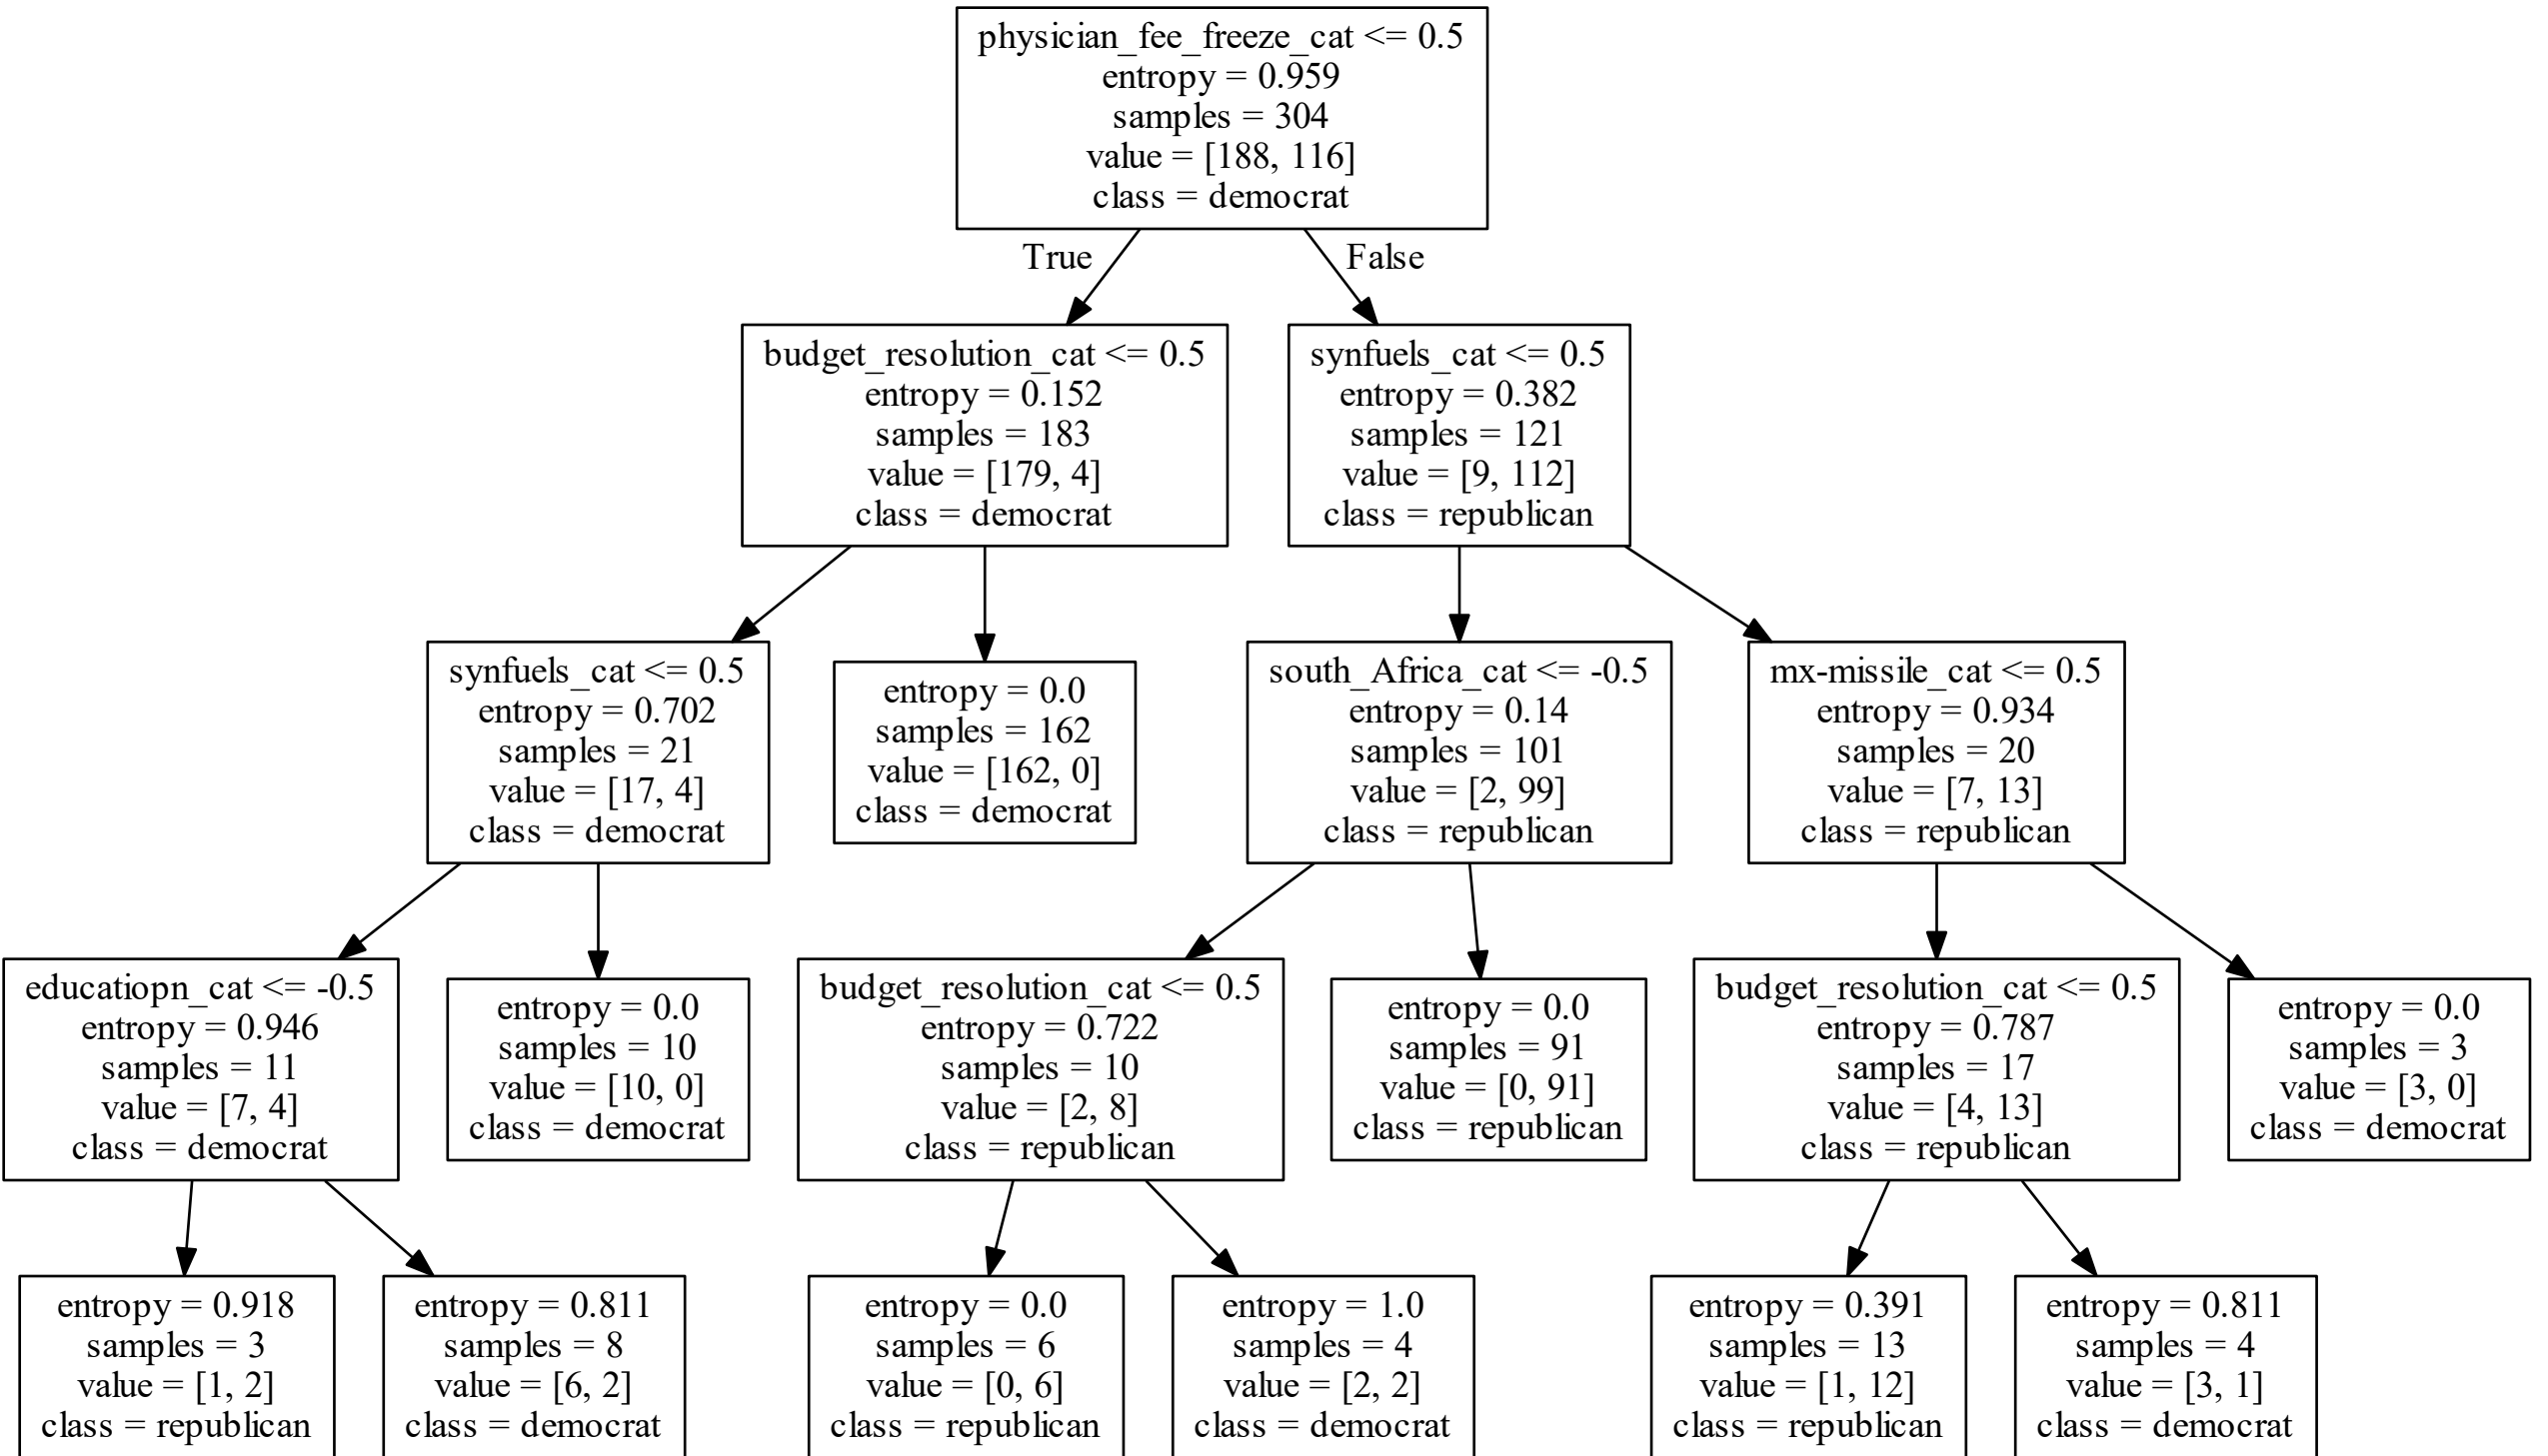 physician_fee_freeze_cat <= 0.5
entropy = 0.959
samples = 304
value = [188, 116]
class = democrat
True
False
budget_resolution_cat <= 0.5
entropy = 0.152
samples = 183
value = [179, 4]
class = democrat
synfuels_cat <= 0.5
entropy = 0.382
samples = 121
value = [9, 112]
class = republican
synfuels_cat <= 0.5
entropy = 0.702
samples = 21
value = [17, 4]
class = democrat
entropy = 0.0
samples = 162
value = [162, 0]
class = democrat
south_Africa_cat <= -0.5
entropy = 0.14
samples = 101
value = [2, 99]
class = republican
mx-missile_cat <= 0.5
entropy = 0.934
samples = 20
value = [7, 13]
class = republican
educatiopn_cat <= -0.5
entropy = 0.946
samples = 11
value = [7, 4]
class = democrat
entropy = 0.0
samples = 10
value = [10, 0]
class = democrat
budget_resolution_cat <= 0.5
entropy = 0.722
samples = 10
value = [2, 8]
class = republican
entropy = 0.0
samples = 91
value = [0, 91]
class = republican
budget_resolution_cat <= 0.5
entropy = 0.787
samples = 17
value = [4, 13]
class = republican
entropy = 0.0
samples = 3
value = [3, 0]
class = democrat
entropy = 0.918
samples = 3
value = [1, 2]
class = republican
entropy = 0.811
samples = 8
value = [6, 2]
class = democrat
entropy = 0.0
samples = 6
value = [0, 6]
class = republican
entropy = 1.0
samples = 4
value = [2, 2]
class = democrat
entropy = 0.391
samples = 13
value = [1, 12]
class = republican
entropy = 0.811
samples = 4
value = [3, 1]
class = democrat